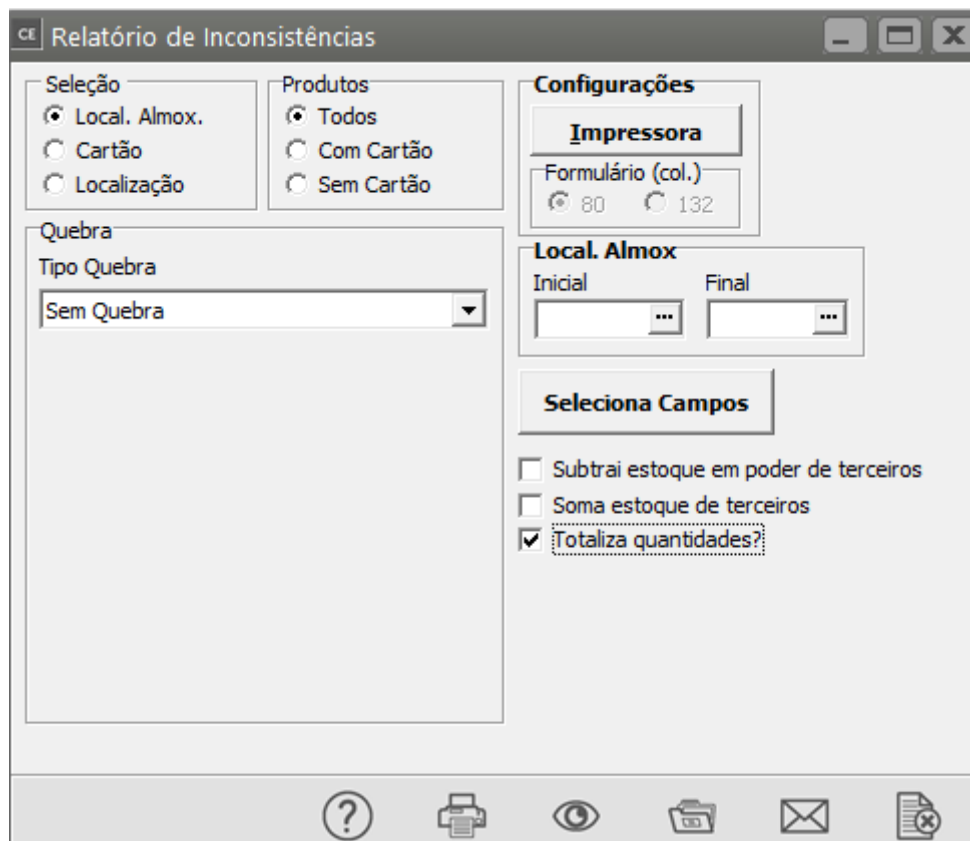 CE Relatório de Inconsistências
Seleção
Local. Almox.
Cartão
Localização
Produtos
Todos
Com Cartão
Sem Cartão
Configurações
Impressora
Formulário (col.)
80 132
Quebra
Tipo Quebra
Sem Quebra
Local. Almox
Inicial Final
... ...
Seleciona Campos
Subtrai estoque em poder de terceiros
Soma estoque de terceiros
Totaliza quantidades?
?